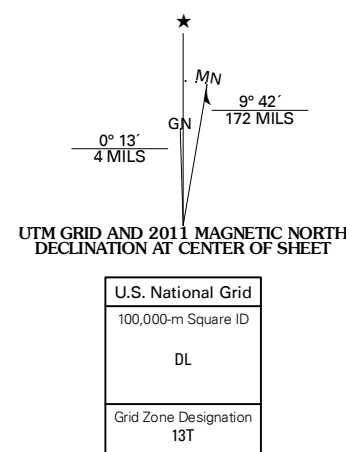 MN
9° 42´
172 MILS
GN
0° 13´
4 MILS
UTM GRID AND 2011 MAGNETIC NORTH
DECLINATION AT CENTER OF SHEET
U.S. National Grid
100,000-m Square ID
DL
Grid Zone Designation
13T